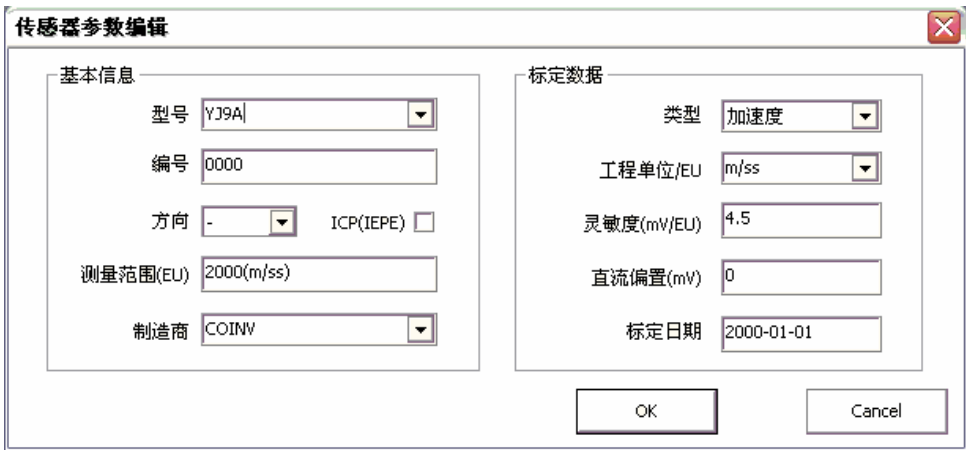 传感器参数编辑
基本信息
型号 YJ9A
编号 0000
方向 - ICP(IEPE)
测量范围(EU) 2000(m/ss)
制造商 COINV
标定数据
类型 加速度
工程单位/EU m/ss
灵敏度(mV/EU) 4.5
直流偏置(mV) 0
标定日期 2000-01-01
OK Cancel